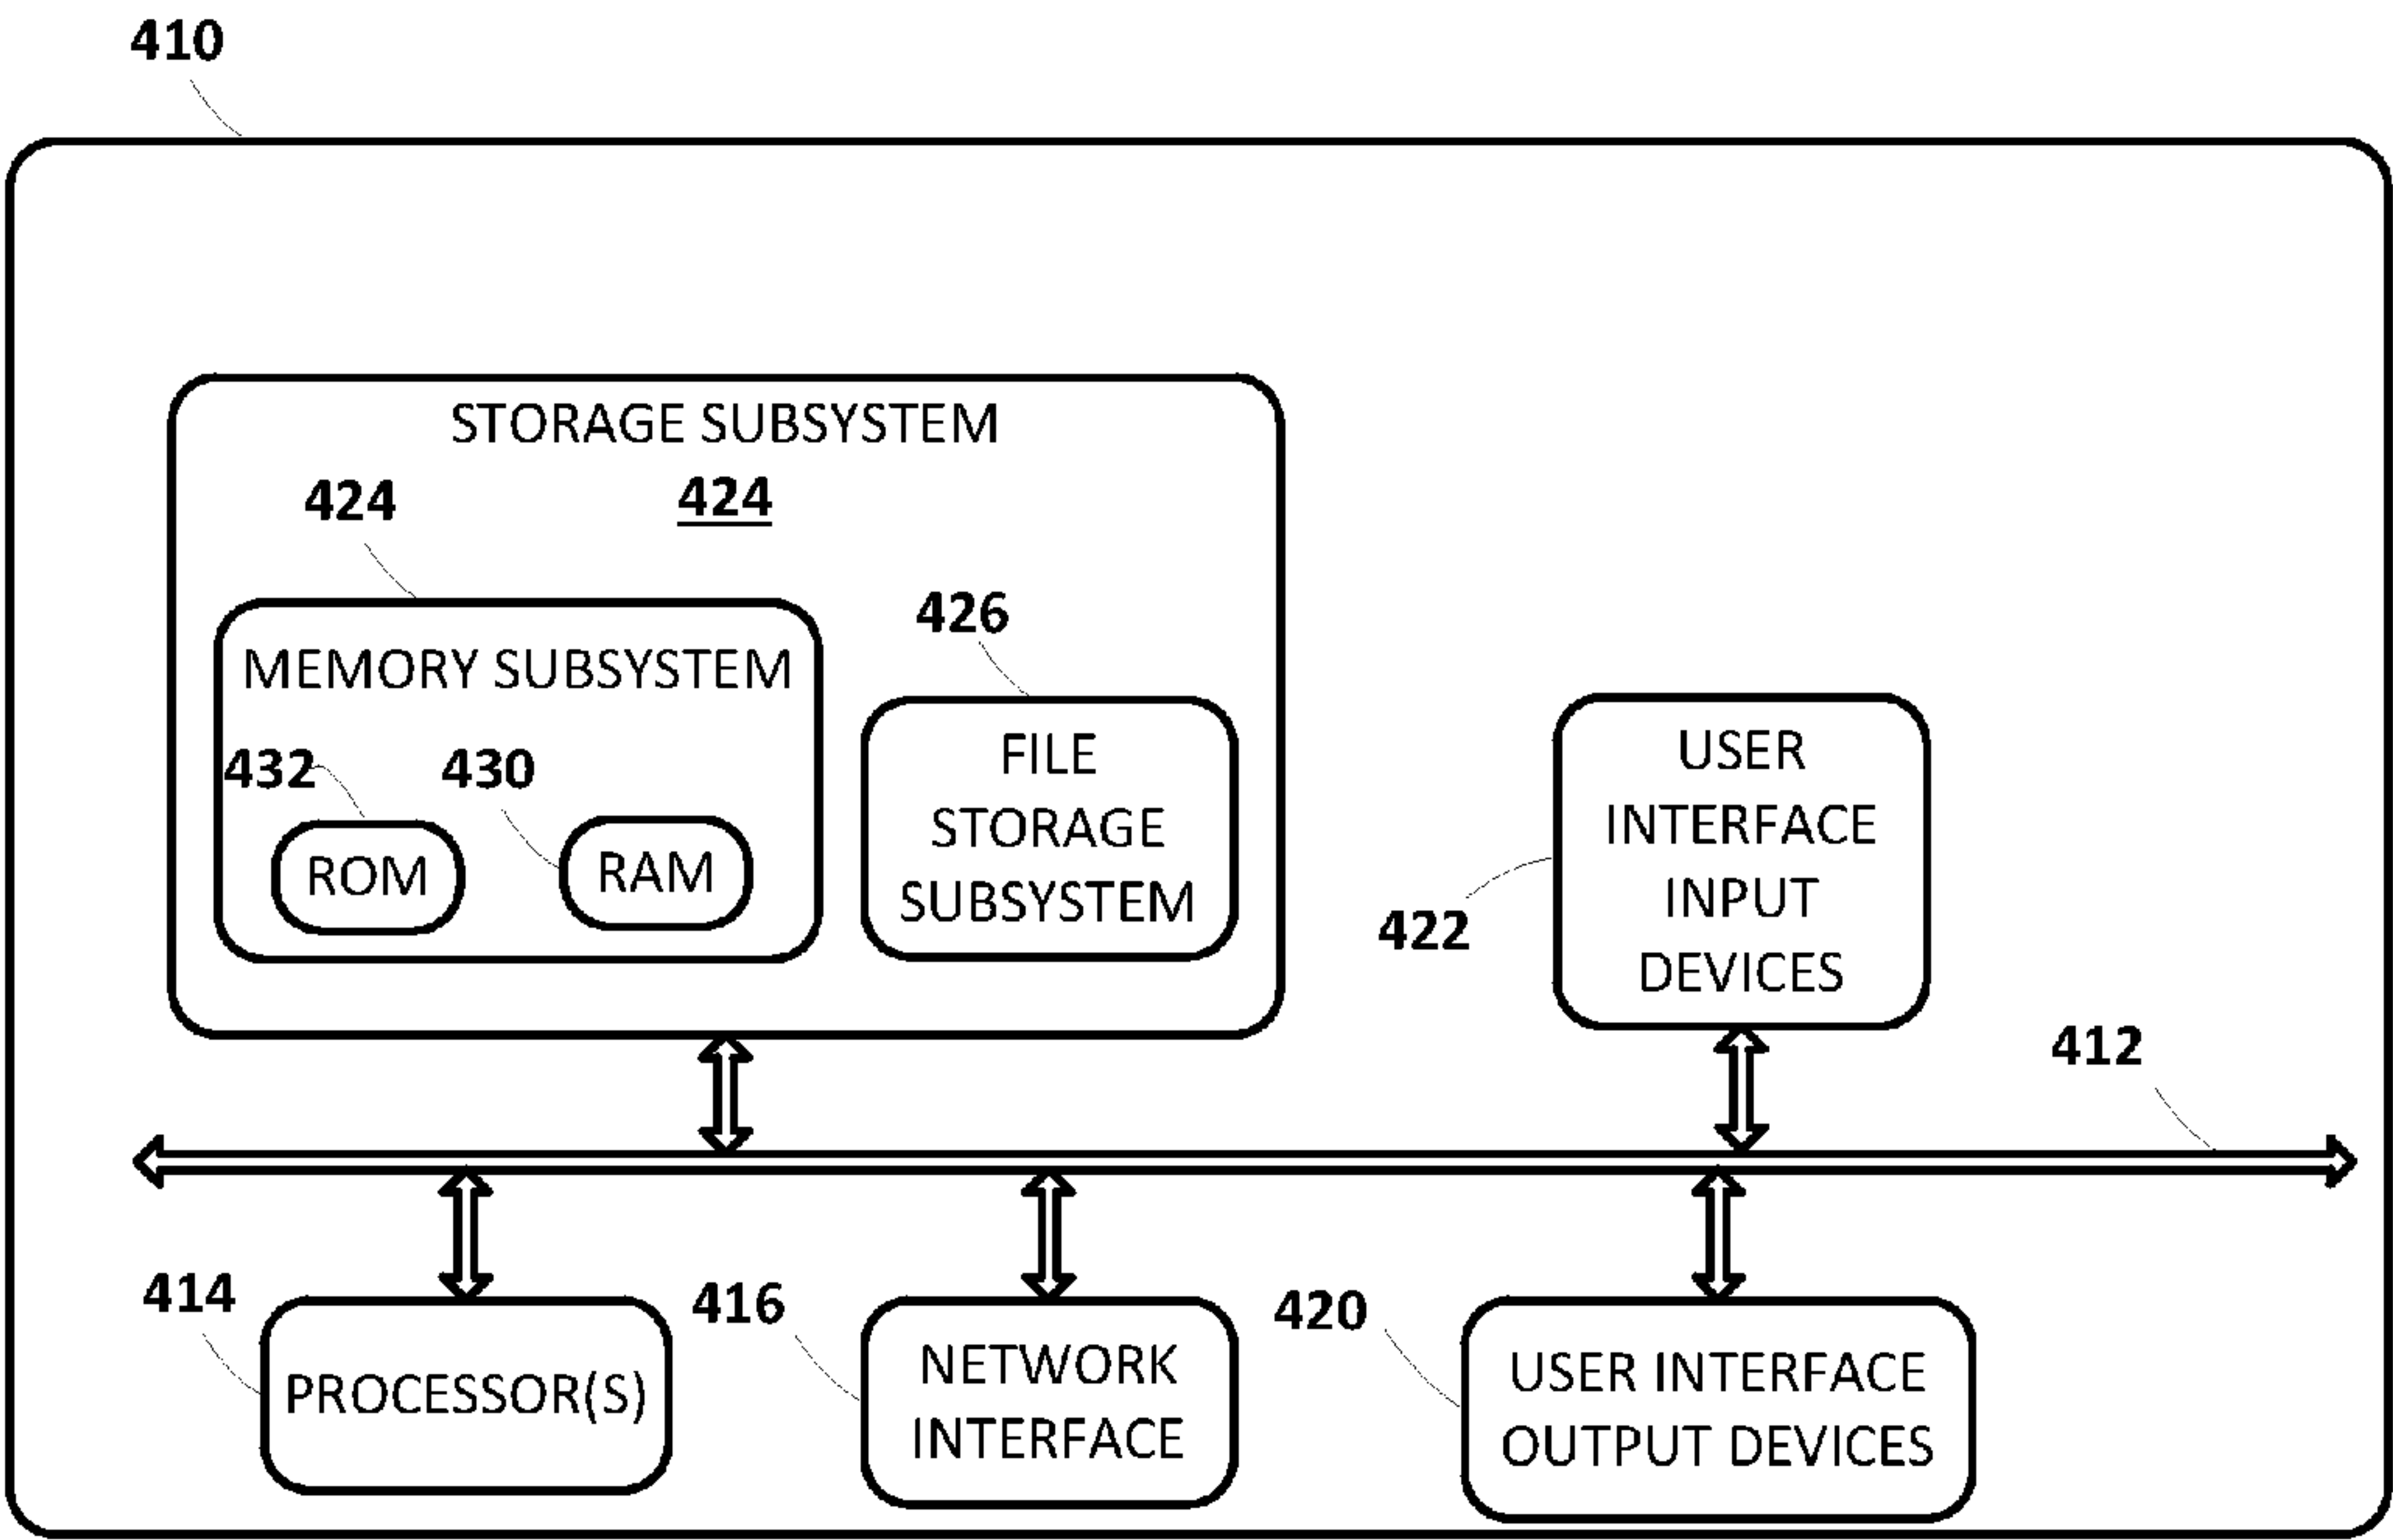 410
STORAGE SUBSYSTEM
424
424
426
MEMORY SUBSYSTEM
432
430
ROM
RAM
FILE
STORAGE
SUBSYSTEM
USER
INTERFACE
INPUT
DEVICES
422
412
414
PROCESSOR(S)
416
NETWORK
INTERFACE
420
USER INTERFACE
OUTPUT DEVICES